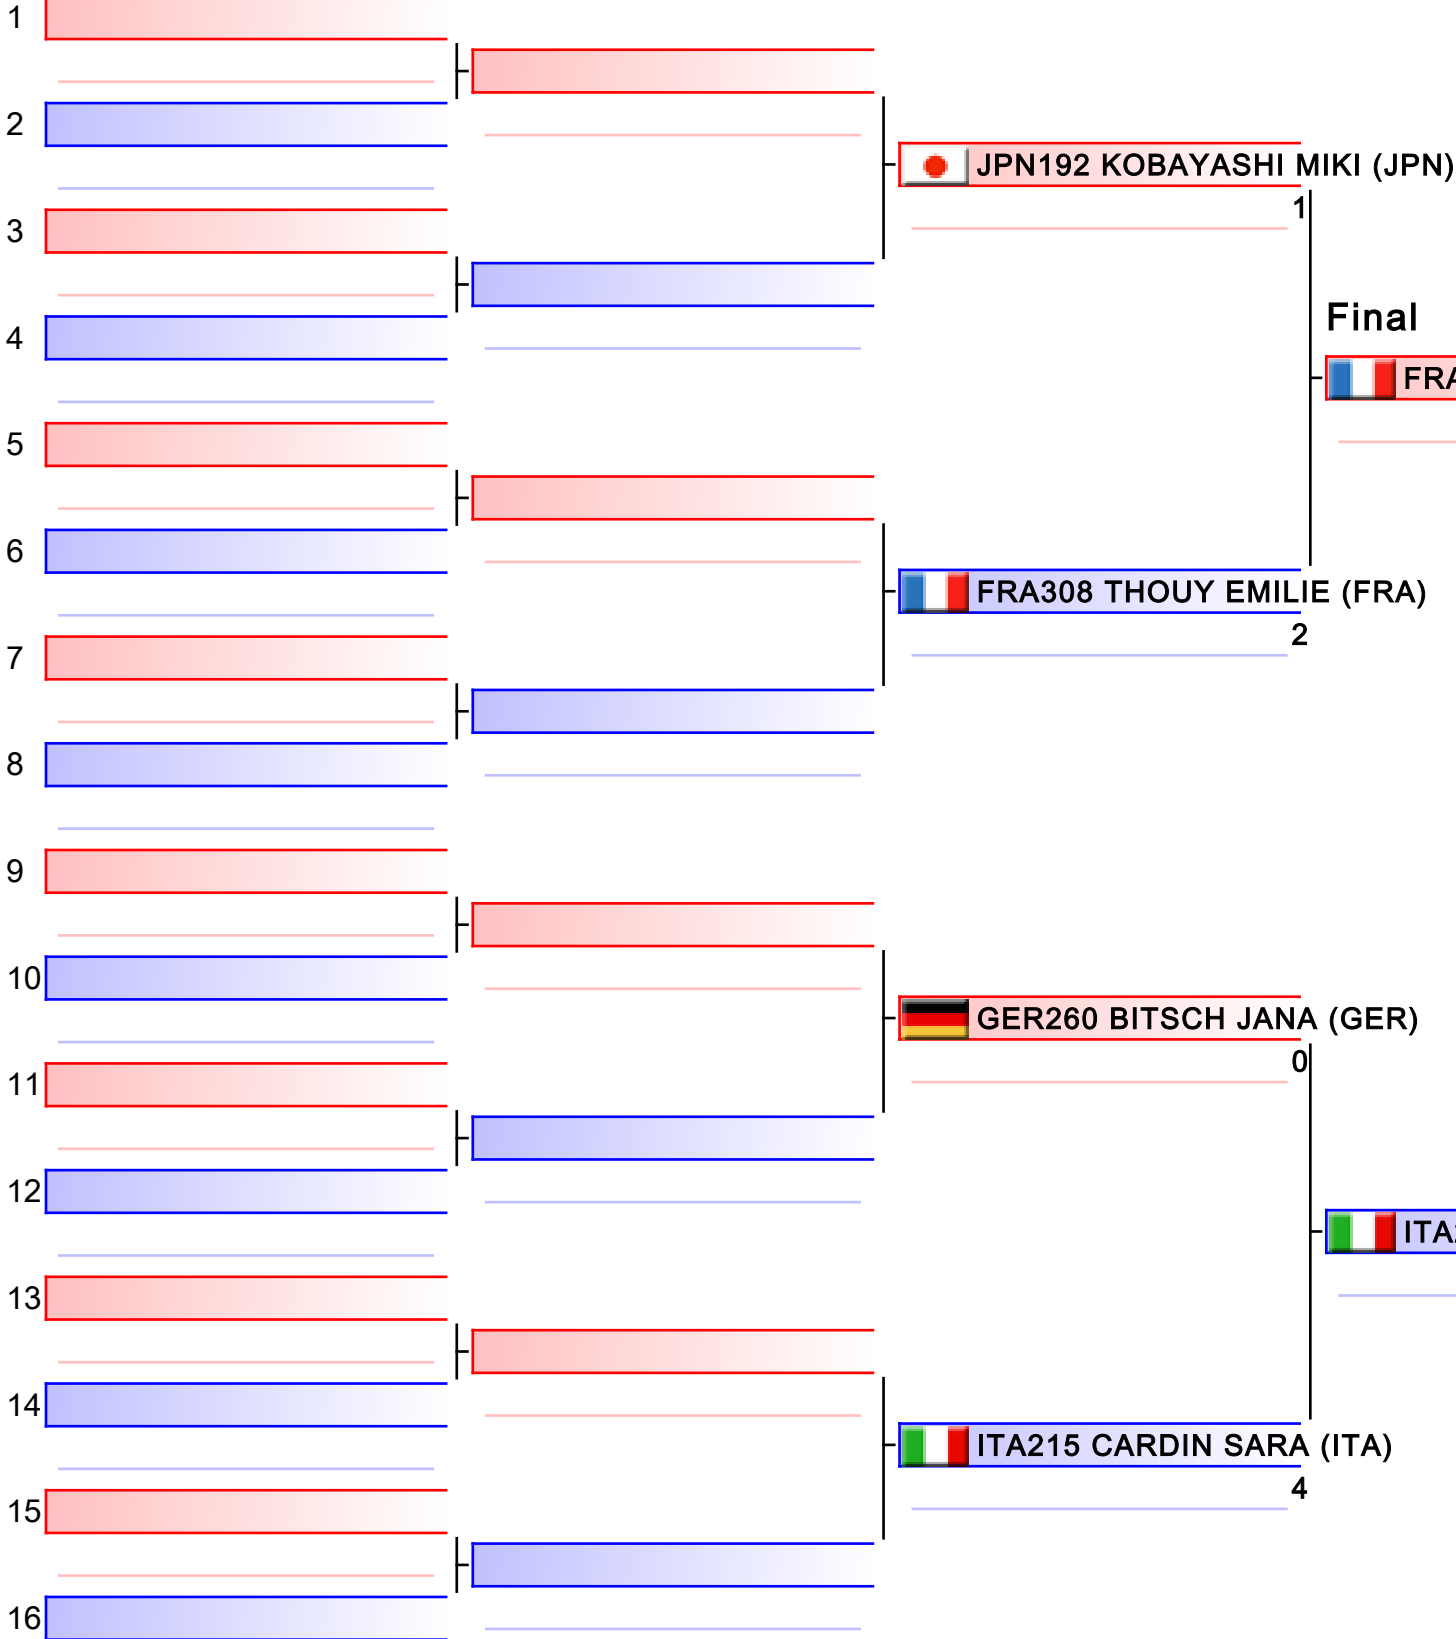 1
2
JPN192 KOBAYASHI MIKI (JPN)
1
3
Final
4
FRA
5
6
FRA308 THOUY EMILIE (FRA)
2
7
8
9
10
GER260 BITSCH JANA (GER)
0
11
12
ITA
13
14
ITA215 CARDIN SARA (ITA)
4
15
16